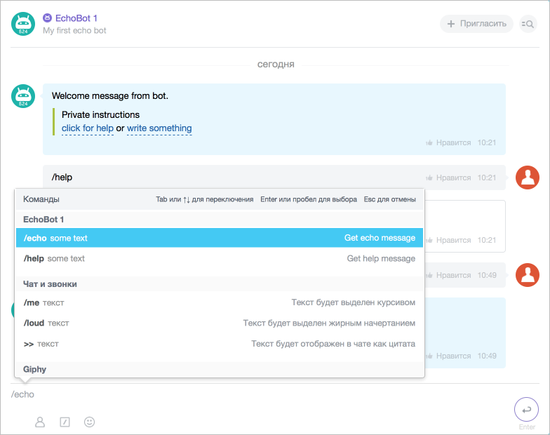 EchoBot 1
My first echo bot
+ Пригласить
B24
сегодня
Welcome message from bot.
Private instructions
click for help or write something
Нравится 10:21
B24
/help
Нравится 10:21
Команды Tab или ↑↓ для переключения Enter или пробел для выбора Esc для отмены
EchoBot 1
/echo some text Get echo message
/help some text Get help message
Нравится 10:21
Чат и звонки
Нравится 10:49
/me текст Текст будет выделен курсивом
/loud текст Текст будет выделен жирным начертанием
>> текст Текст будет отображен в чате как цитата
Нравится 10:49
Giphy
/echo
Enter